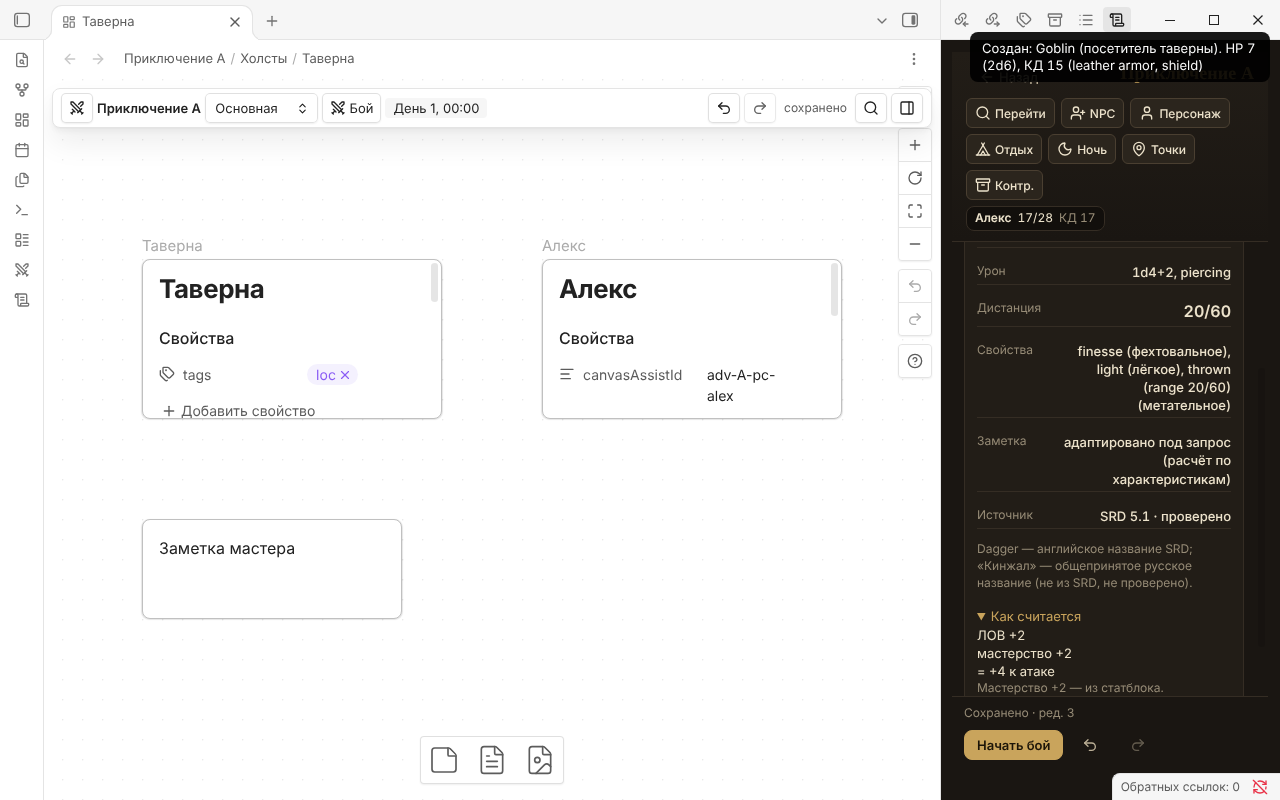 Таверна
Приключение A / Холсты / Таверна
Приключение A
Основная
Бой
День 1, 00:00
сохранено
Таверна
Таверна
Свойства
tags
loc
Добавить свойство
Алекс
Алекс
Свойства
canvasAssistId
adv-A-pc-
alex
Заметка мастера
Создан: Goblin (посетитель таверны). HP 7
(2d6), КД 15 (leather armor, shield)
Перейти
NPC
Персонаж
Отдых
Ночь
Точки
Контр.
Алекс 17/28 КД 17
Урон
1d4+2, piercing
Дистанция
20/60
Свойства
finesse (фехтовальное),
light (лёгкое), thrown
(range 20/60)
(метательное)
Заметка
адаптировано под запрос
(расчёт по
характеристикам)
Источник
SRD 5.1 · проверено
Dagger — английское название SRD;
«Кинжал» — общепринятое русское
название (не из SRD, не проверено).
Как считается
ЛОВ +2
мастерство +2
= +4 к атаке
Мастерство +2 — из статблока.
Сохранено · ред. 3
Начать бой
Обратных ссылок: 0